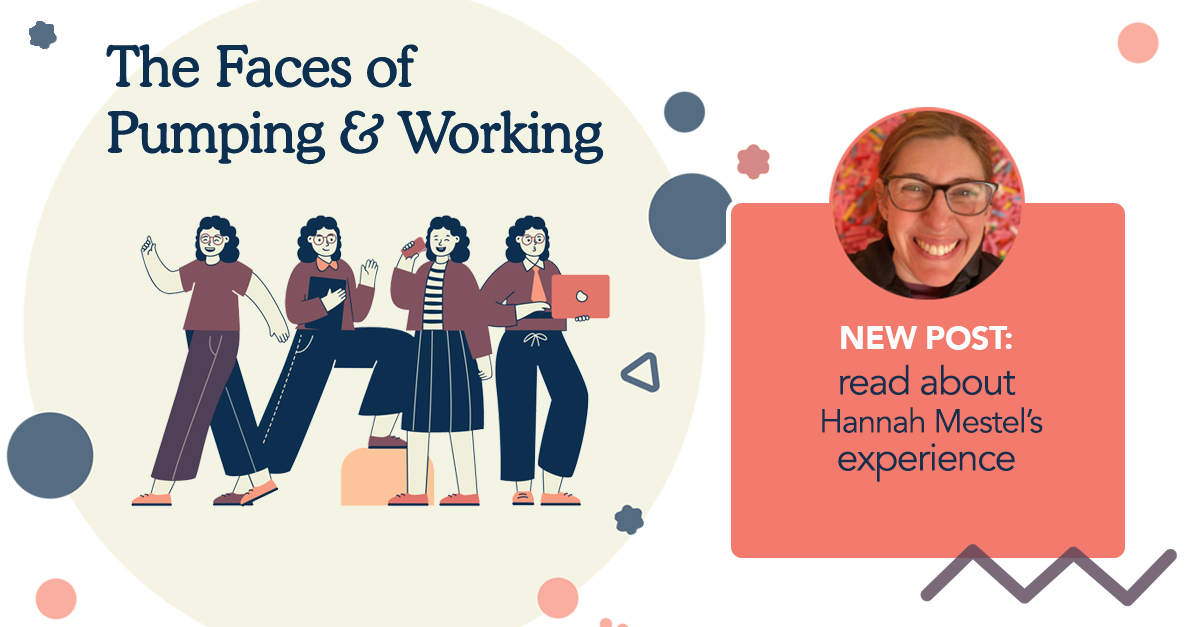 The Faces of
Pumping & Working
NEW POST:
read about
Hannah Mestel’s
experience